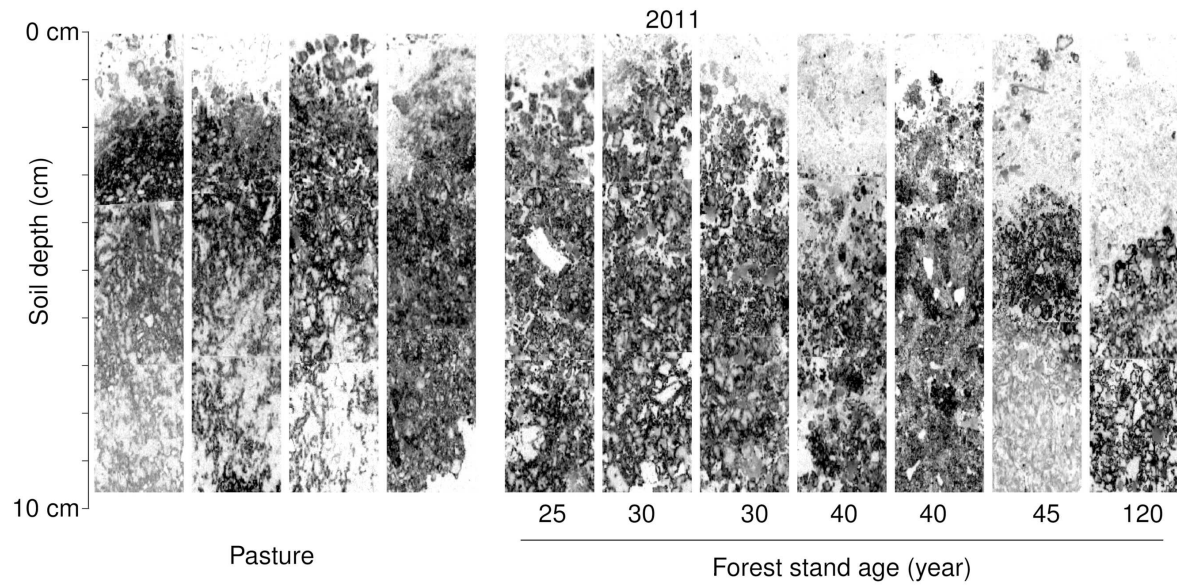 2011
0 cm
Soil depth (cm)
10 cm
25 30 30 40 40 45 120
Pasture
Forest stand age (year)